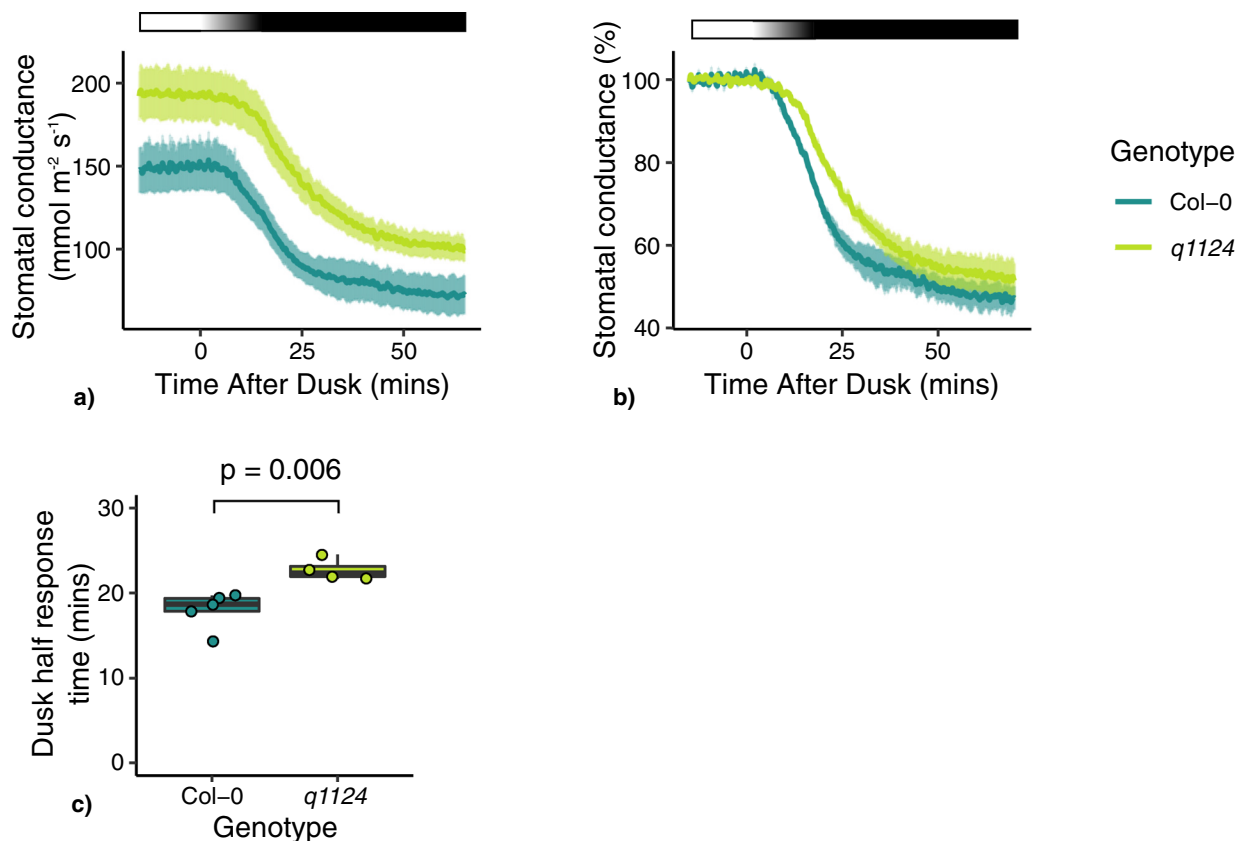 Stomatal conductance
(mmol m⁻² s⁻¹)
200
150
100
0
25
50
Time After Dusk (mins)
a)
Stomatal conductance (%)
100
80
60
40
0
25
50
Time After Dusk (mins)
b)
Genotype
Col–0
q1124
p = 0.006
Dusk half response
time (mins)
30
20
10
0
Col–0
q1124
Genotype
c)